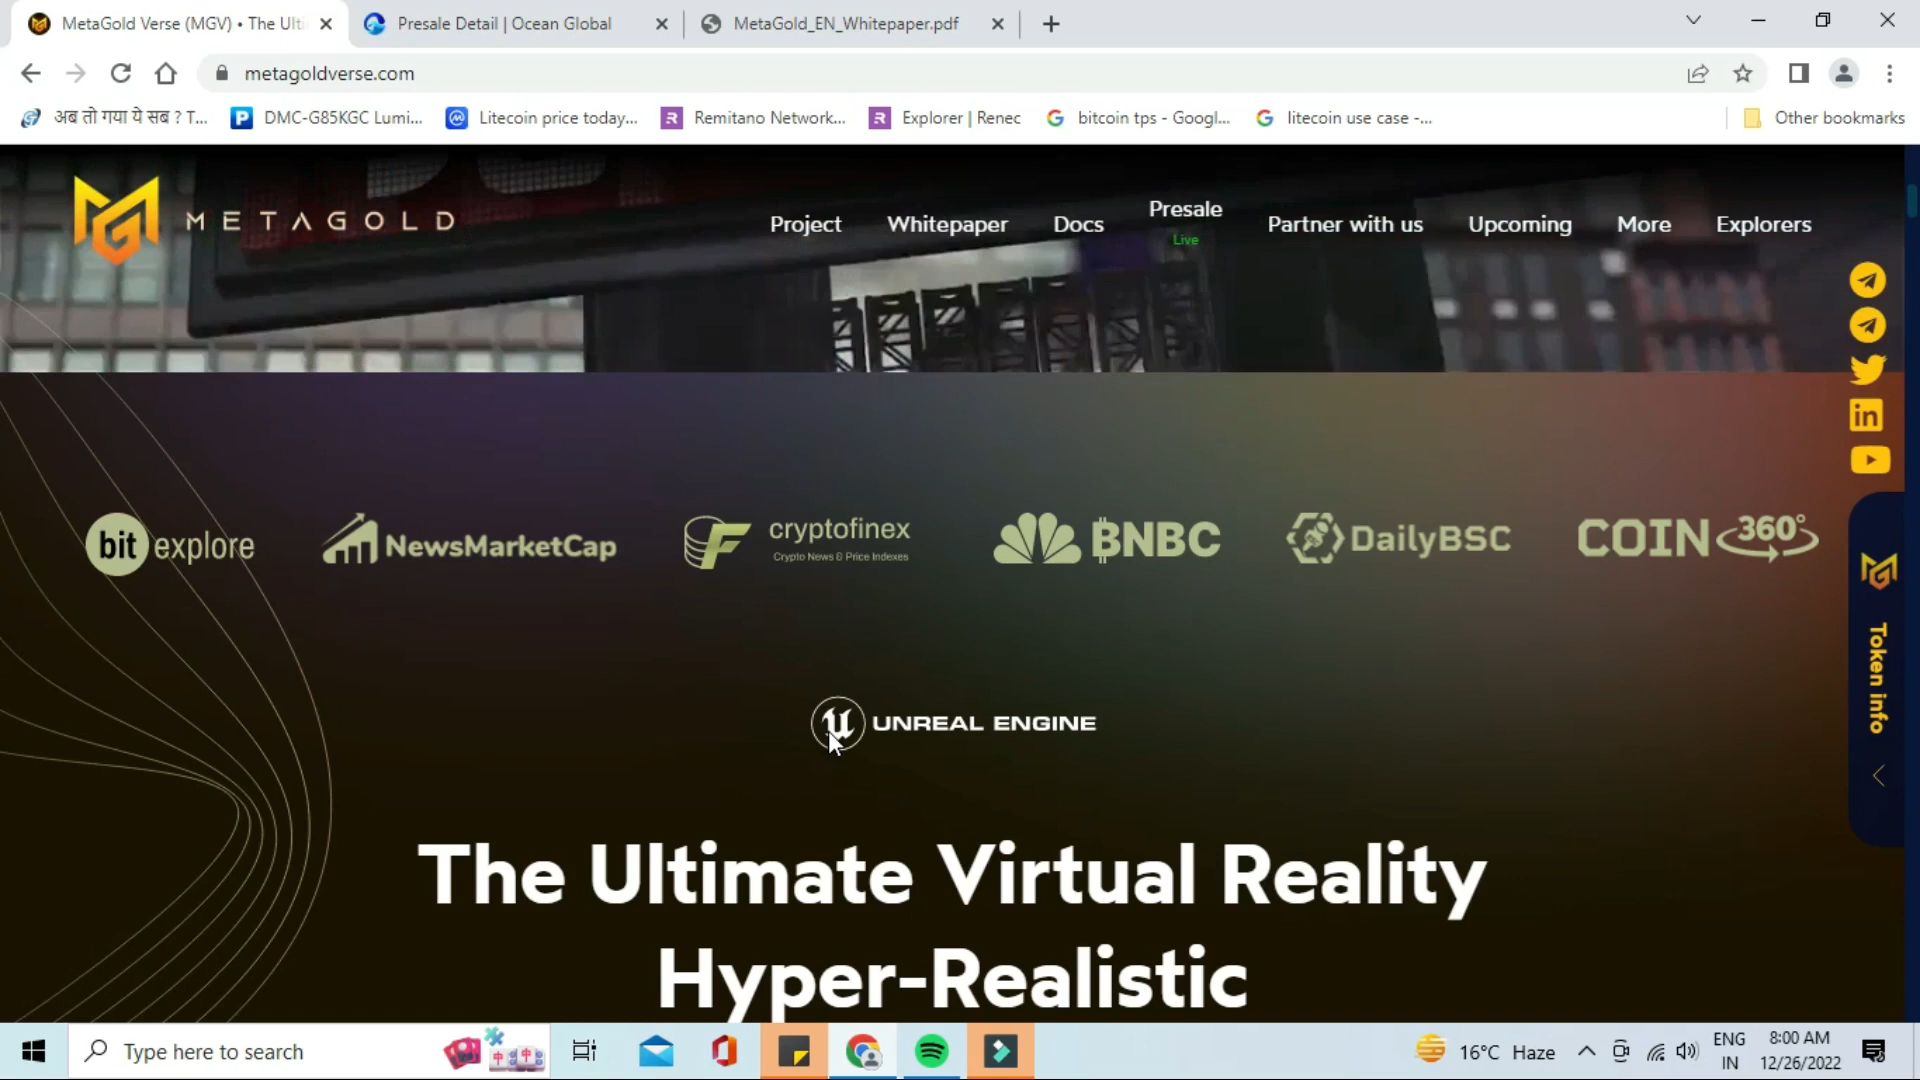 MetaGold Verse (MGV) • The Ulti
Presale Detail | Ocean Global
MetaGold_EN_Whitepaper.pdf
metagoldverse.com
अब तो गया ये सब ? T...
DMC-G85KGC Lumi...
Litecoin price today...
Remitano Network...
Explorer | Renec
bitcoin tps - Googl...
litecoin use case -...
Other bookmarks
METAGOLD
Project
Whitepaper
Docs
Presale
Live
Partner with us
Upcoming
More
Explorers
bit explore
NewsMarketCap
cryptofinex
Crypto News & Price Indexes
BNBC
DailyBSC
COIN 360°
Token info
UNREAL ENGINE
The Ultimate Virtual Reality
Hyper-Realistic
Type here to search
16°C Haze
ENG
IN
8:00 AM
12/26/2022